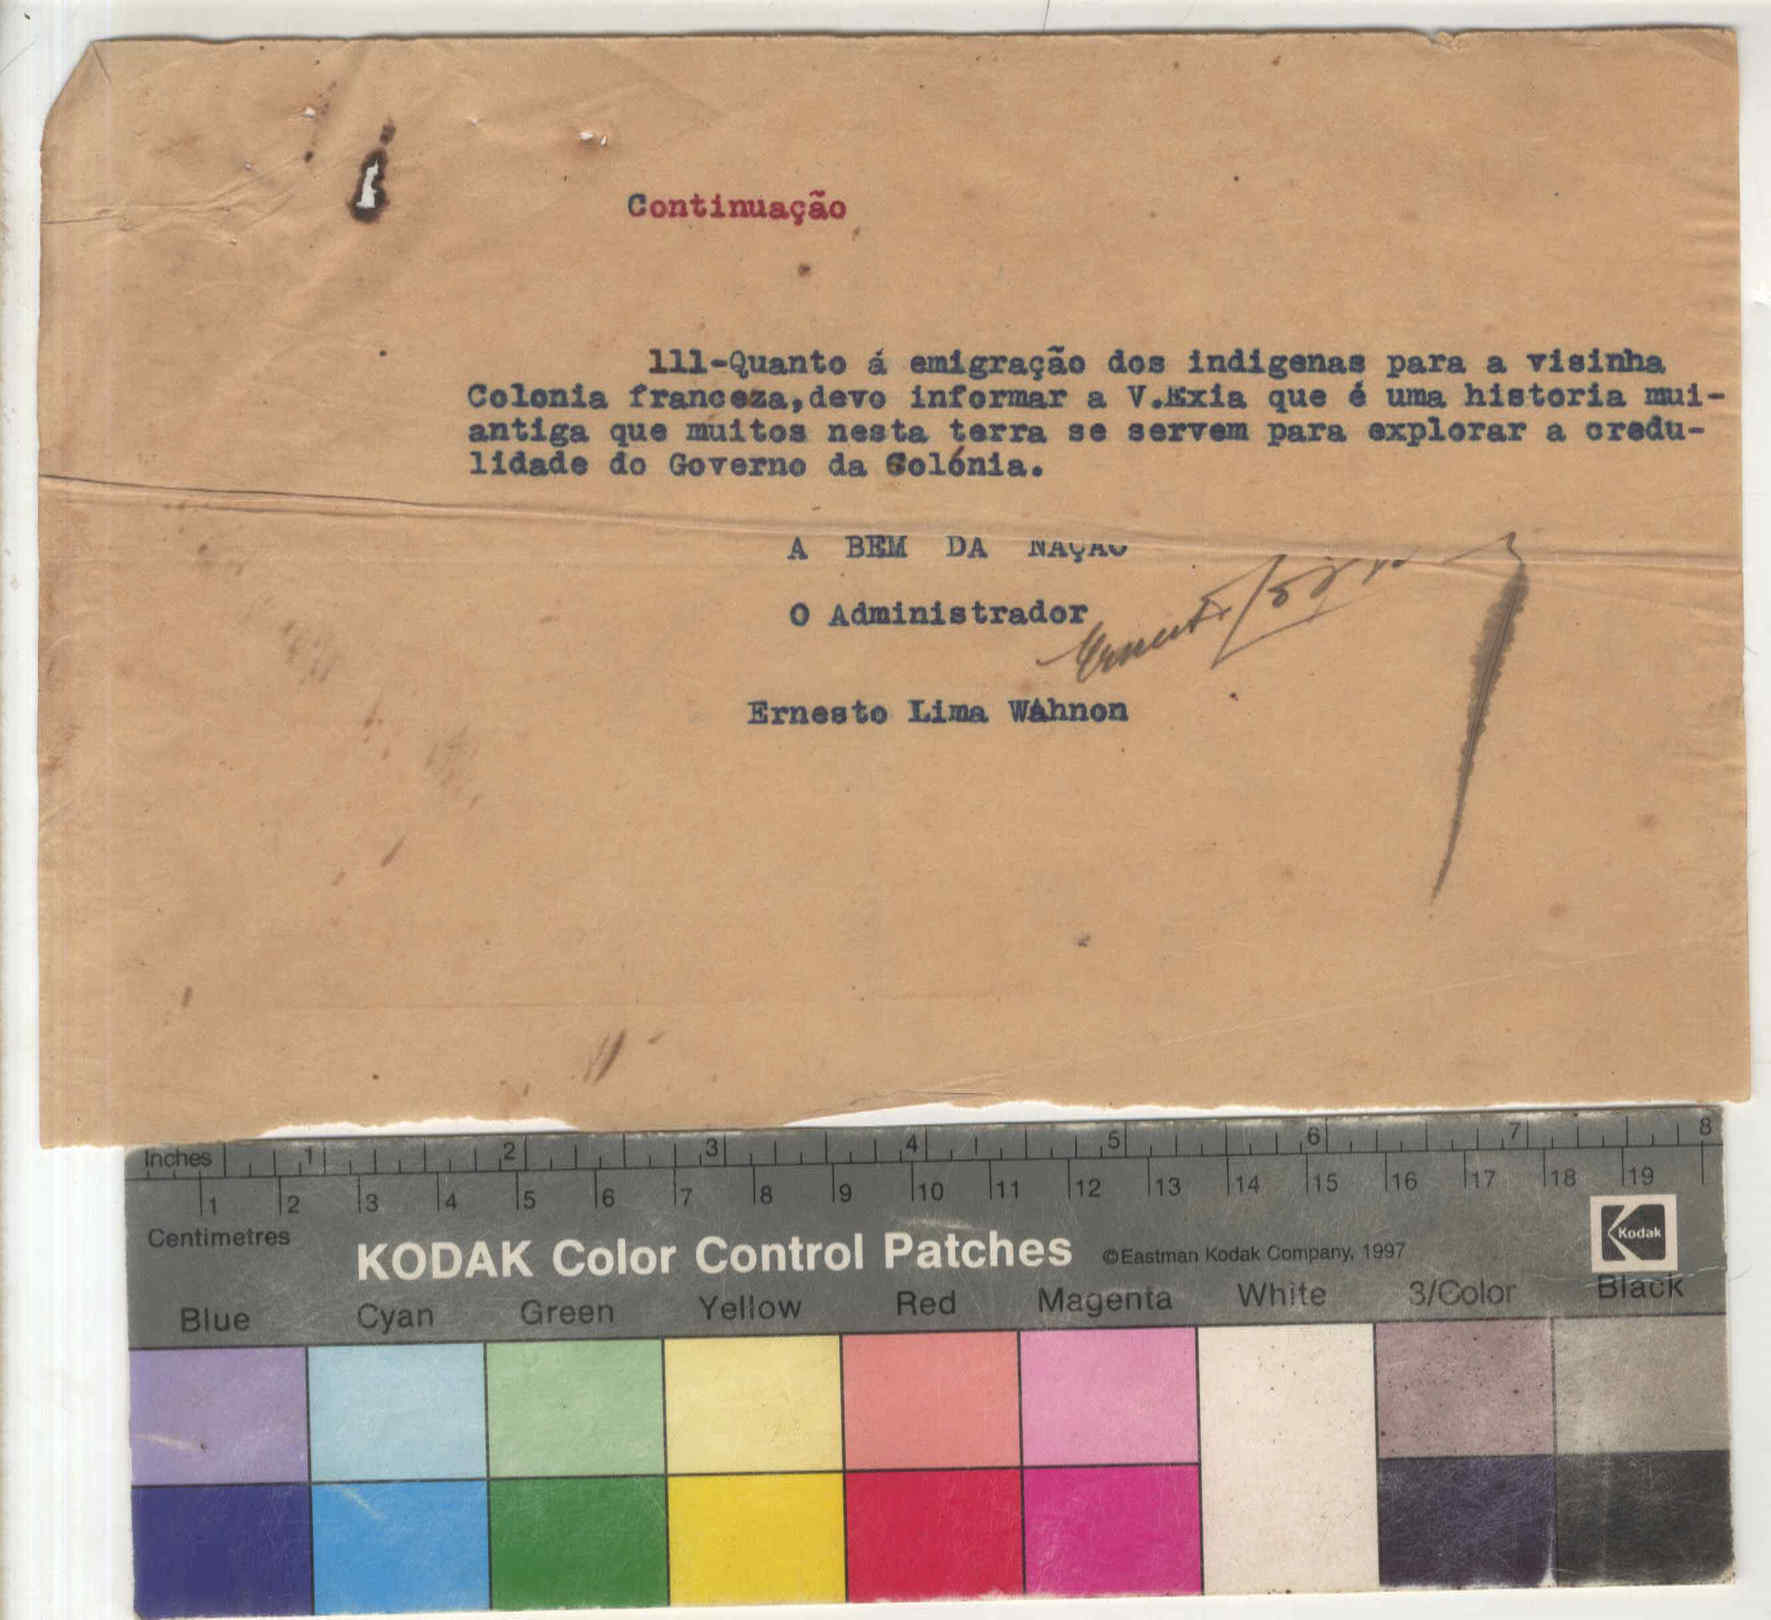 Continuação
111-Quanto á emigração dos indigenas para a visinha
Colonia franceza,devo informar a V.Exia que é uma historia mui-
antiga que muitos nesta terra se servem para explorar a credu-
lidade do Governo da Colónia.
A BEM DA NAÇÃO
O Administrador
Ernesto
Ernesto Lima Wahnon
Inches 1 2 3 4 5 6 7 8
1 2 3 4 5 6 7 8 9 10 11 12 13 14 15 16 17 18 19
Centimetres
KODAK Color Control Patches ©Eastman Kodak Company, 1997 Kodak
Blue Cyan Green Yellow Red Magenta White 3/Color Black